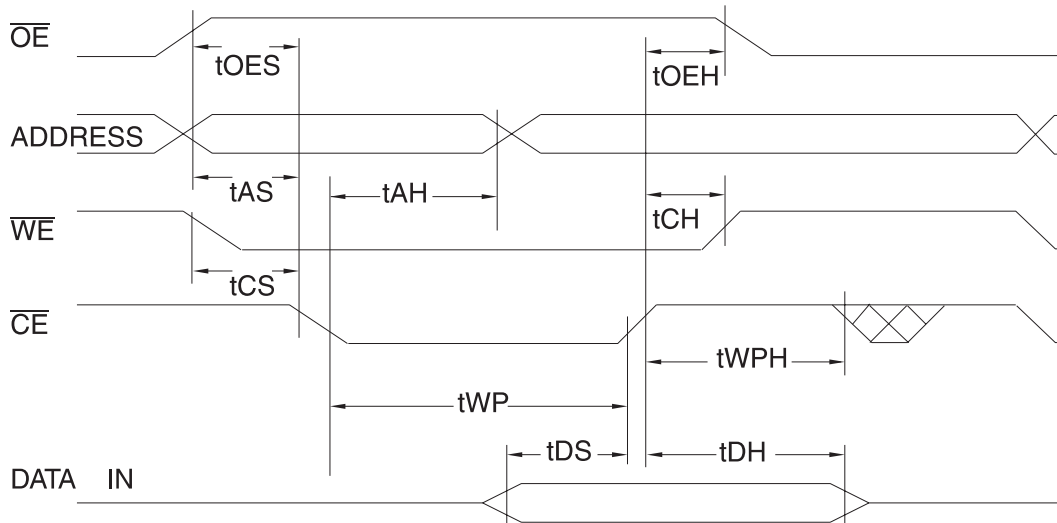 OE
tOES
tOEH
ADDRESS
tAS
tAH
tCH
WE
tCS
CE
tWPH
tWP
tDS
tDH
DATA IN